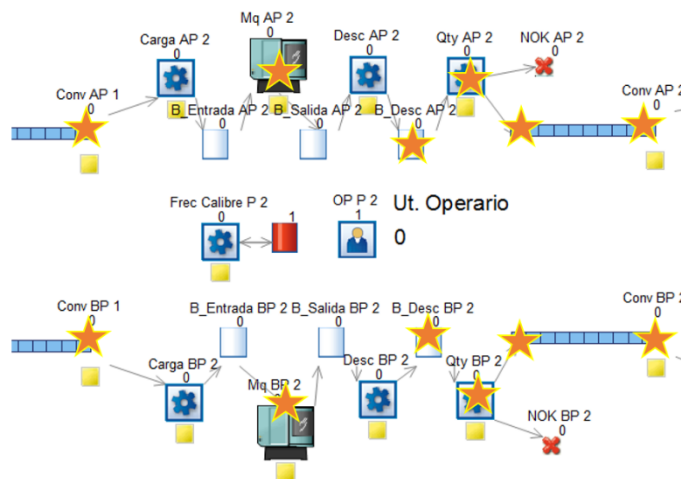 Mq AP 2
0
Carga AP 2
0
Desc AP 2
0
Qty AP 2
0
NOK AP 2
0
Conv AP 1
0
B_Entrada AP 2
0
B_Salida AP 2
0
B_Desc AP 2
0
Conv AP 2
0
Frec Calibre P 2
0
1
OP P 2
1
Ut. Operario
0
Conv BP 1
0
B_Entrada BP 2
0
B_Salida BP 2
0
B_Desc BP 2
0
Conv BP 2
0
Carga BP 2
0
Mq BP 2
Desc BP 2
0
Qty BP 2
0
NOK BP 2
0